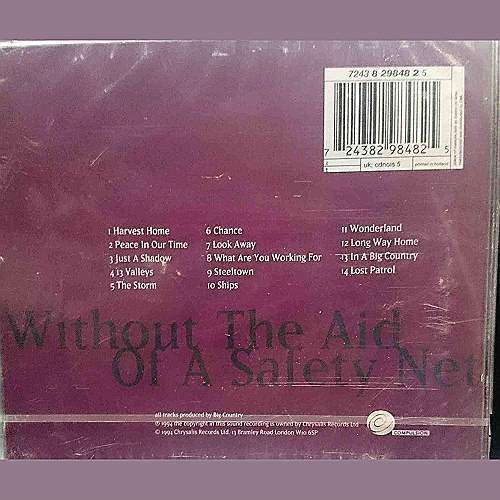 7243 8 29848 2 5
7 24382 98482 5
uk: cdnois 5
printed in holland
1 Harvest Home
2 Peace In Our Time
3 Just A Shadow
4 13 Valleys
5 The Storm
6 Chance
7 Look Away
8 What Are You Working For
9 Steeltown
10 Ships
11 Wonderland
12 Long Way Home
13 In A Big Country
14 Lost Patrol
Without The Aid
Of A Safety Net
all tracks produced by Big Country
℗ 1994 the copyright in this sound recording is owned by Chrysalis Records Ltd
© 1994 Chrysalis Records Ltd. 13 Bramley Road London W10 6SP
COMPULSION